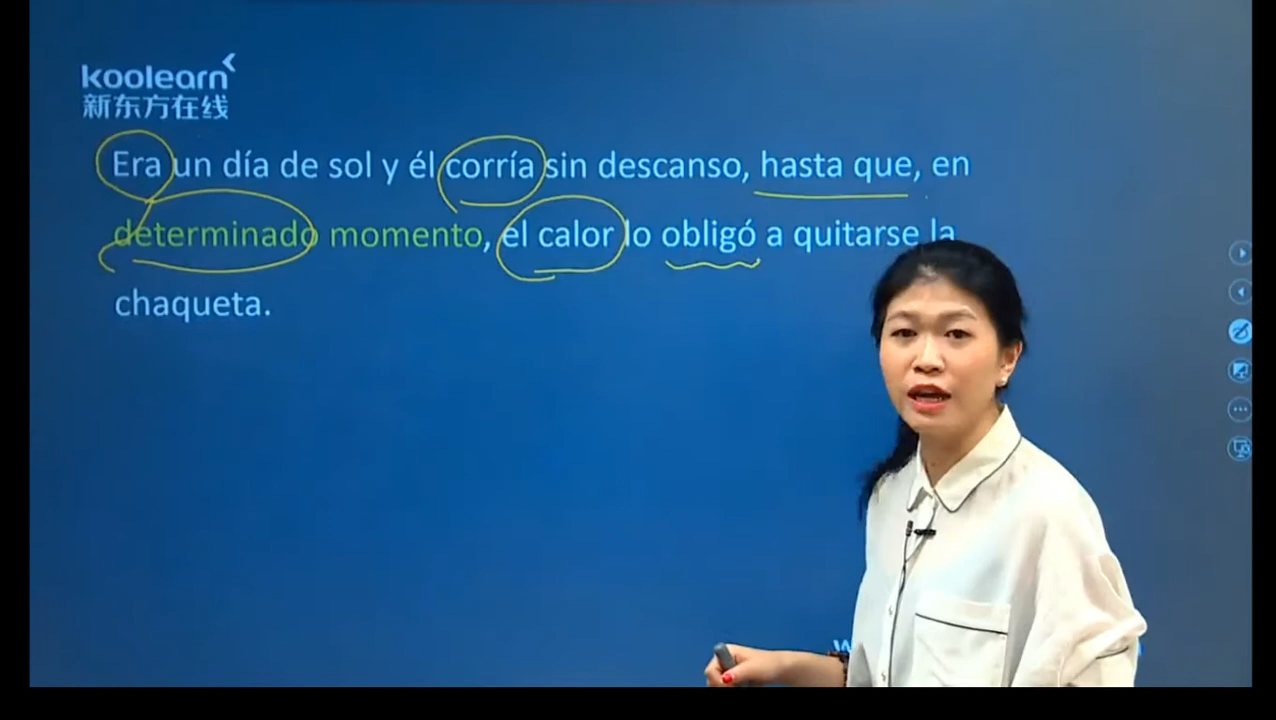 koolearn
新东方在线
Era un día de sol y él corría sin descanso, hasta que, en
determinado momento, el calor lo obligó a quitarse la
chaqueta.